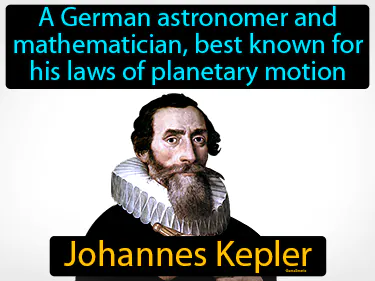 A German astronomer and
mathematician, best known for
his laws of planetary motion
Johannes Kepler